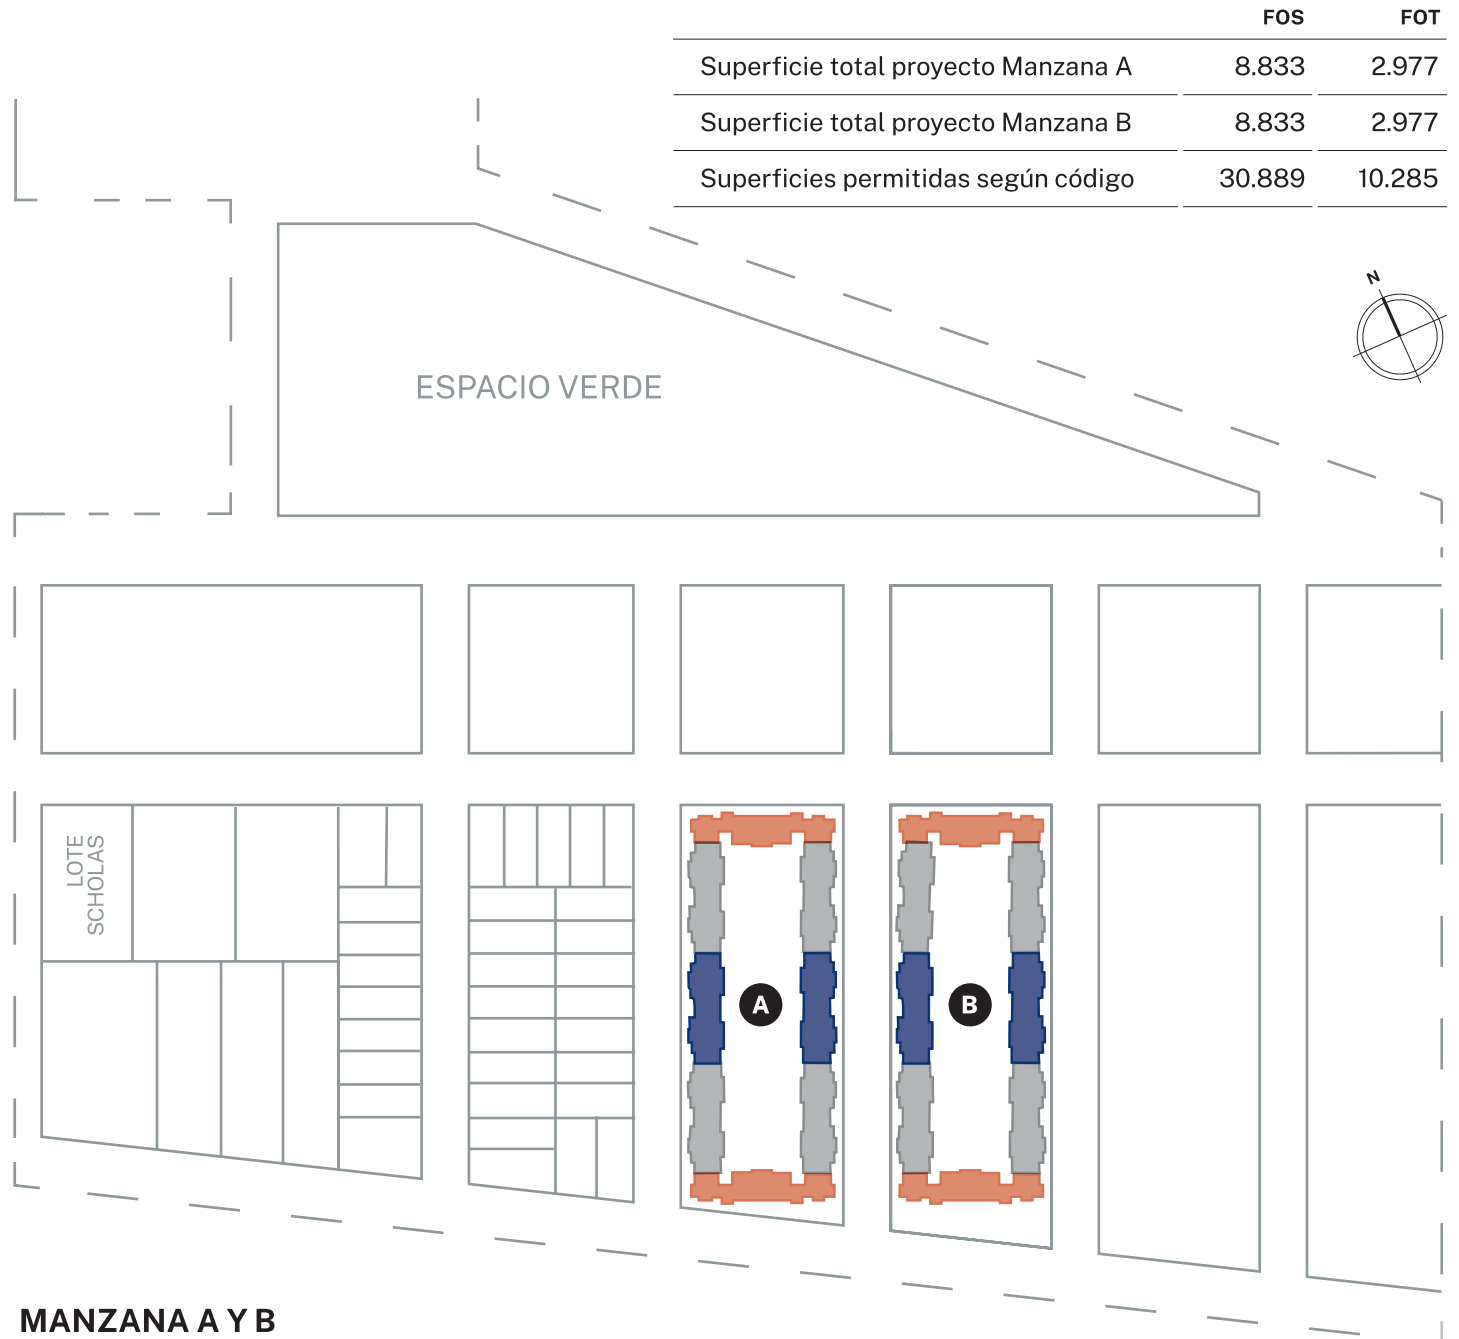 FOS FOT
Superficie total proyecto Manzana A 8.833 2.977
Superficie total proyecto Manzana B 8.833 2.977
Superficies permitidas según código 30.889 10.285
N
ESPACIO VERDE
LOTE
SCHOLAS
A
B
MANZANA A Y B